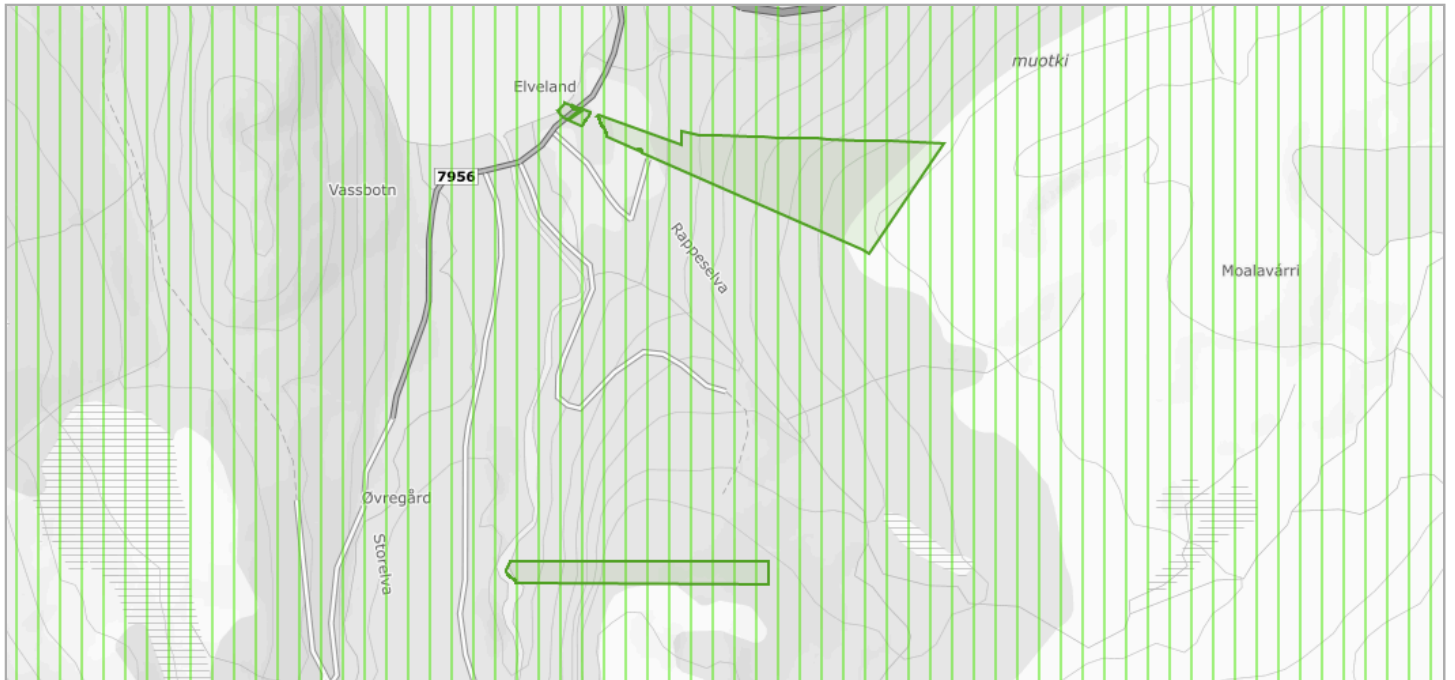 muotki
Elveland
7956
Vassbotn
Rappeselva
Moalavárri
Øvregård
Storelva